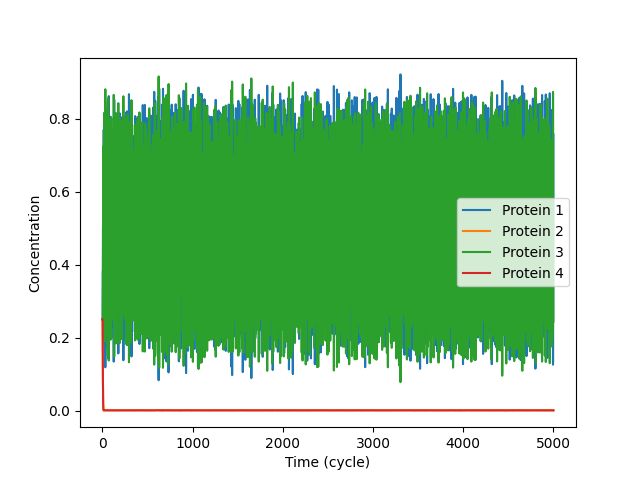 Concentration
0.8
0.6
0.4
0.2
0.0
Protein 1
Protein 2
Protein 3
Protein 4
0 1000 2000 3000 4000 5000
Time (cycle)